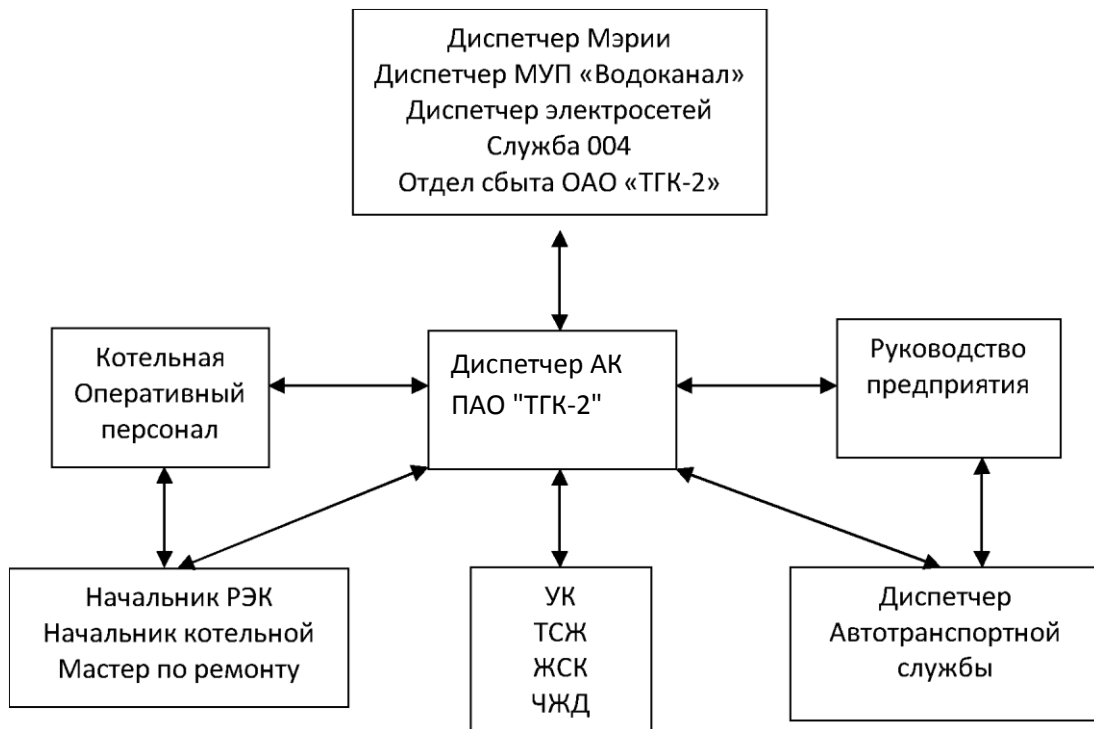 Диспетчер Мэрии
Диспетчер МУП «Водоканал»
Диспетчер электросетей
Служба 004
Отдел сбыта ОАО «ТГК-2»
Котельная
Оперативный
персонал
Диспетчер АК
ПАО "ТГК-2"
Руководство
предприятия
Начальник РЭК
Начальник котельной
Мастер по ремонту
УК
ТСЖ
ЖСК
ЧЖД
Диспетчер
Автотранспортной
службы